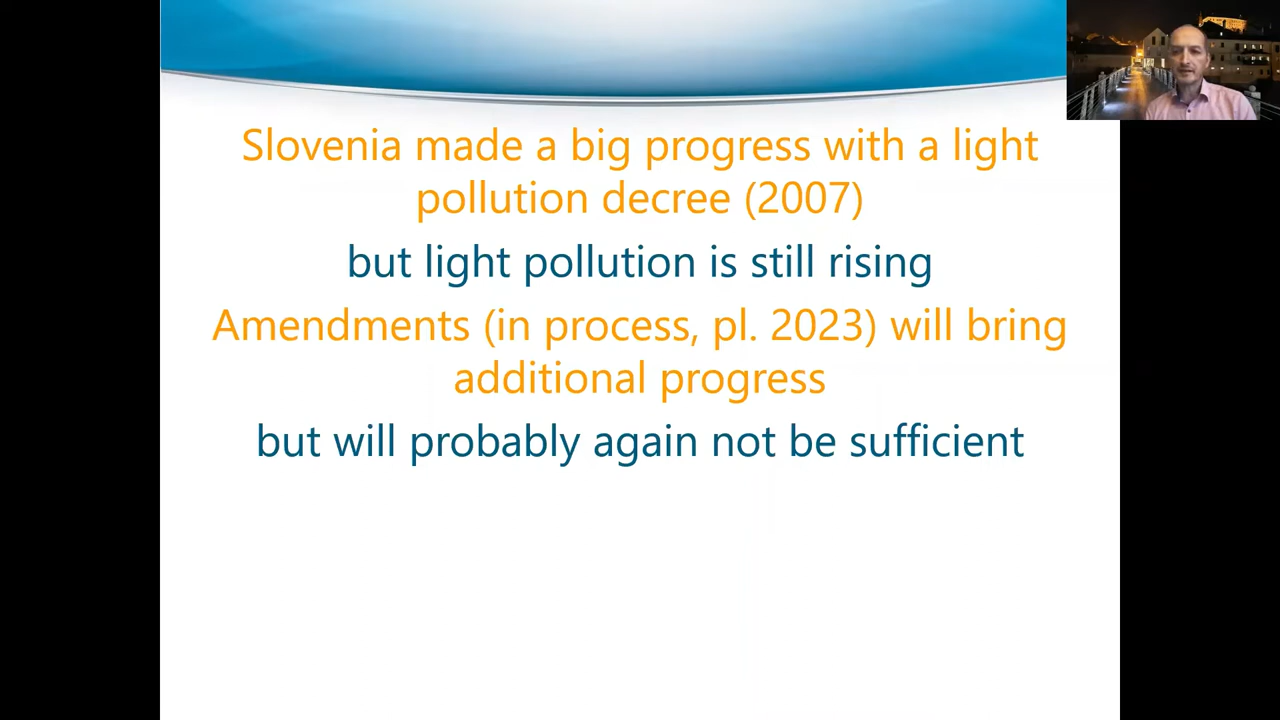 Slovenia made a big progress with a light
pollution decree (2007)
but light pollution is still rising
Amendments (in process, pl. 2023) will bring
additional progress
but will probably again not be sufficient